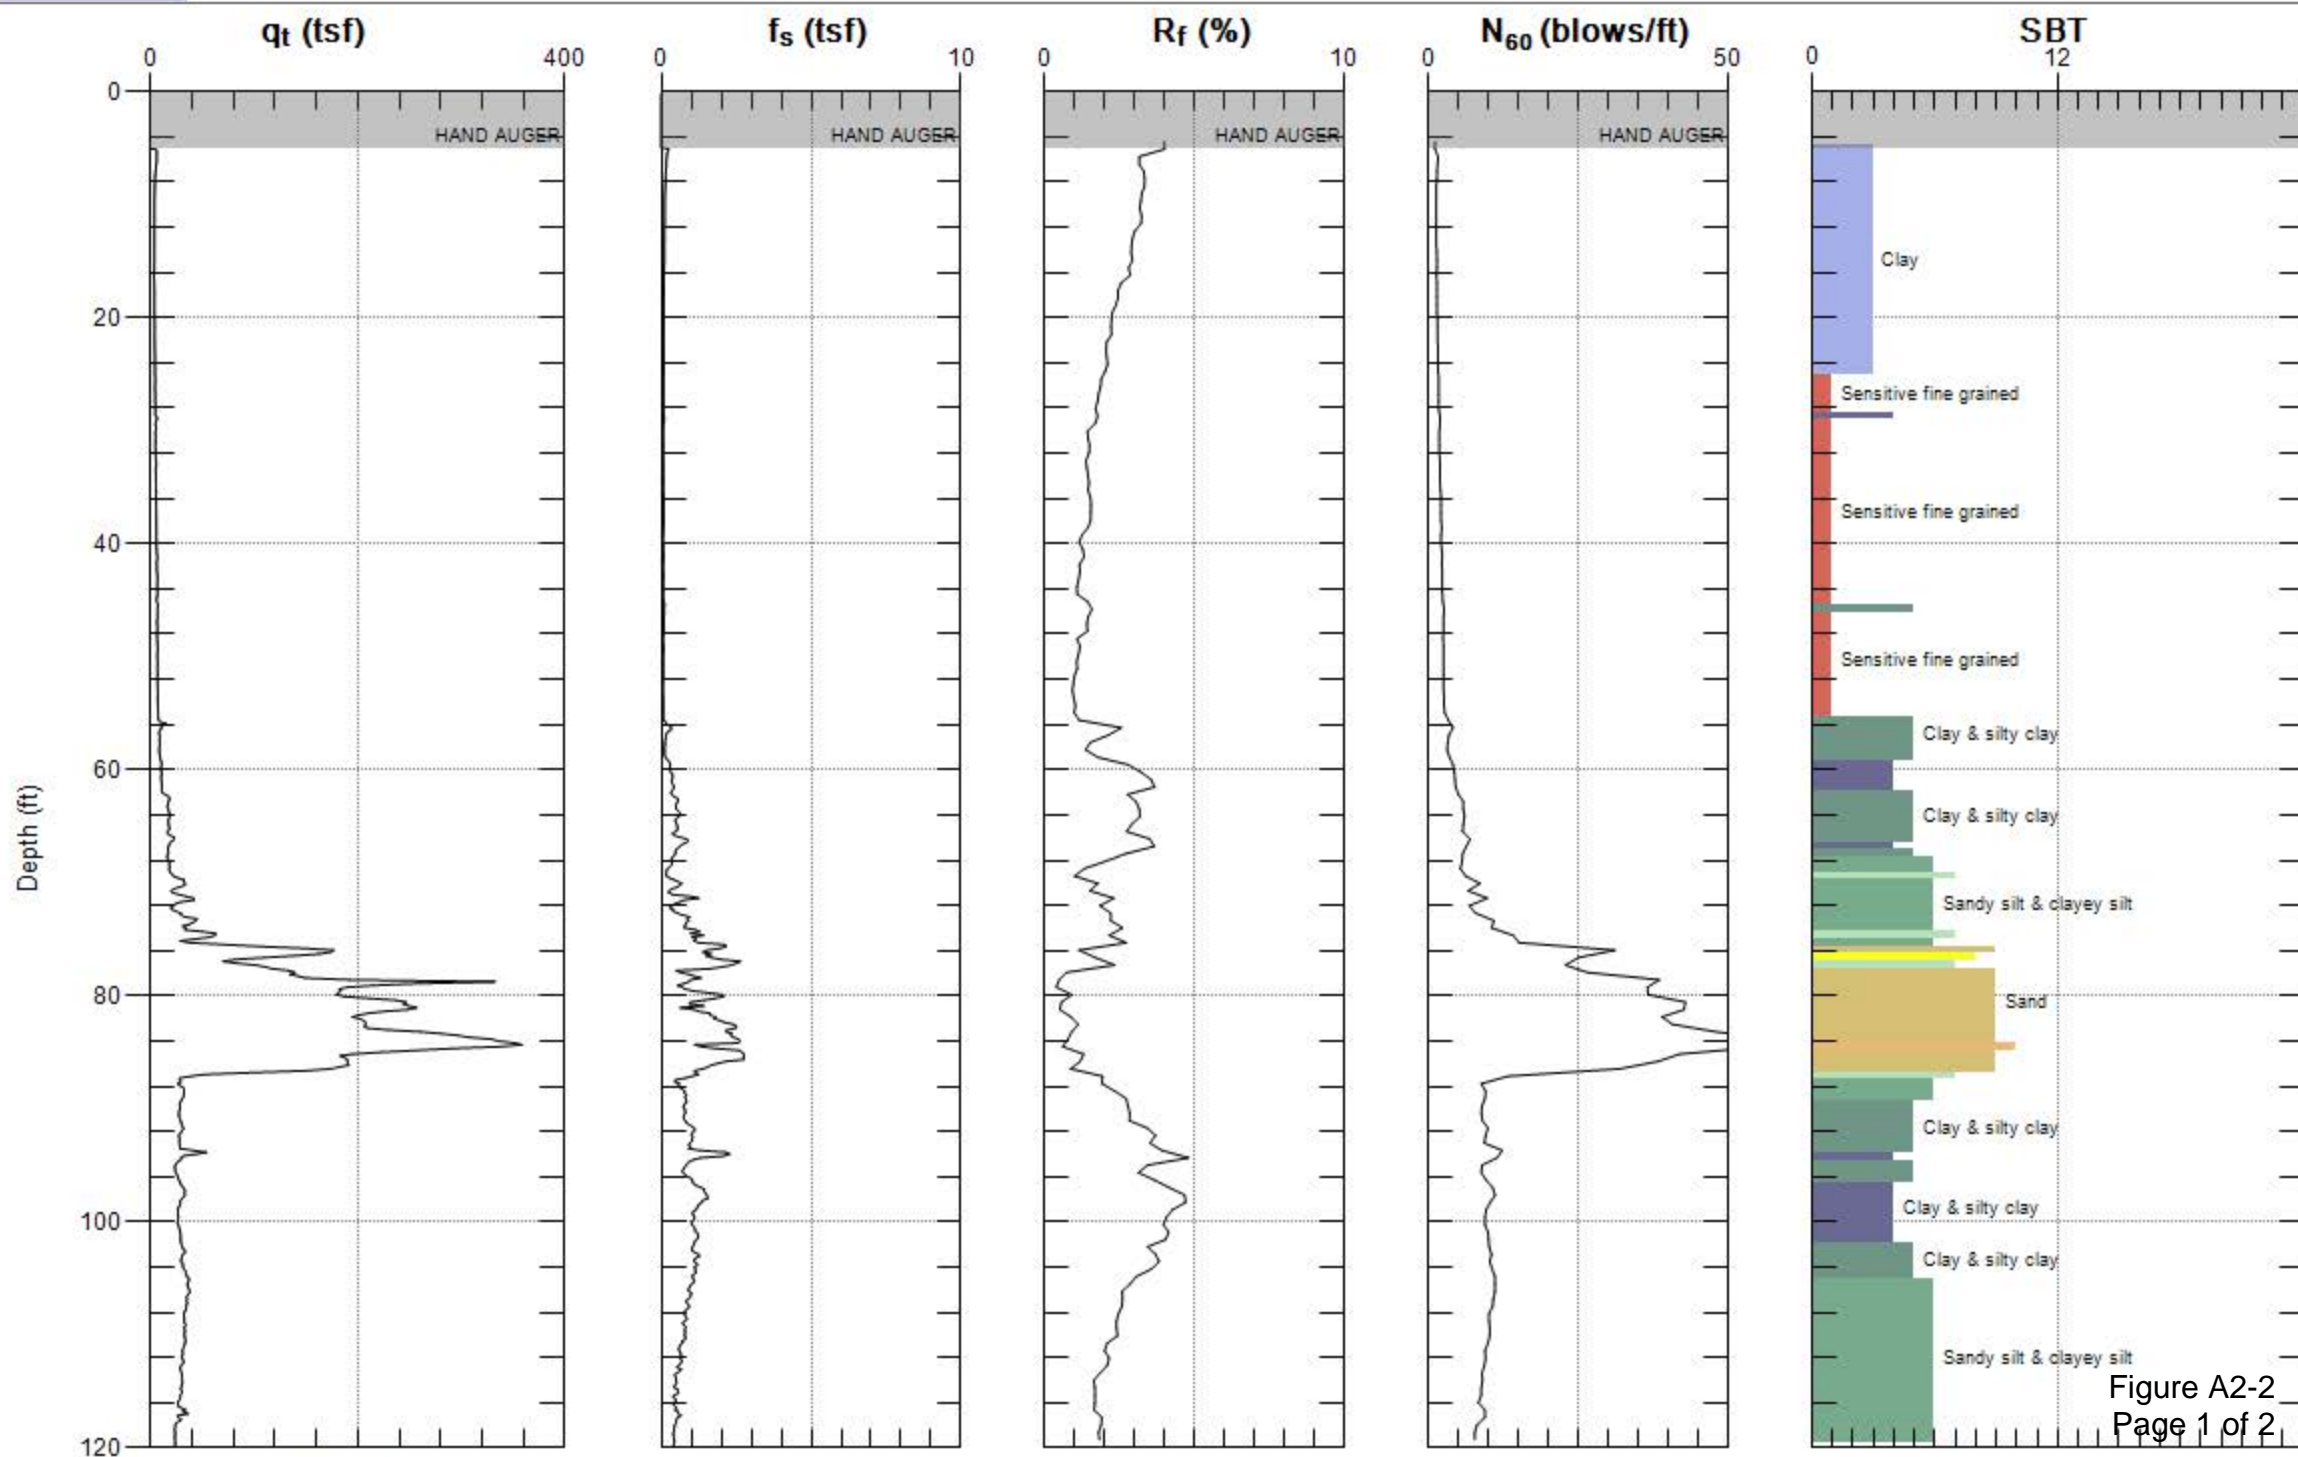 qt (tsf) fs (tsf) Rf (%) N60 (blows/ft) SBT
0 400 0 10 0 10 0 50 0 12
0
HAND AUGER HAND AUGER HAND AUGER HAND AUGER
Clay
20
Sensitive fine grained
Sensitive fine grained
40
Sensitive fine grained
Clay & silty clay
60
Clay & silty clay
Depth (ft)
Sandy silt & clayey silt
80
Sand
Clay & silty clay
Clay & silty clay
100
Clay & silty clay
Sandy silt & clayey silt
Figure A2-2
Page 1 of 2
120